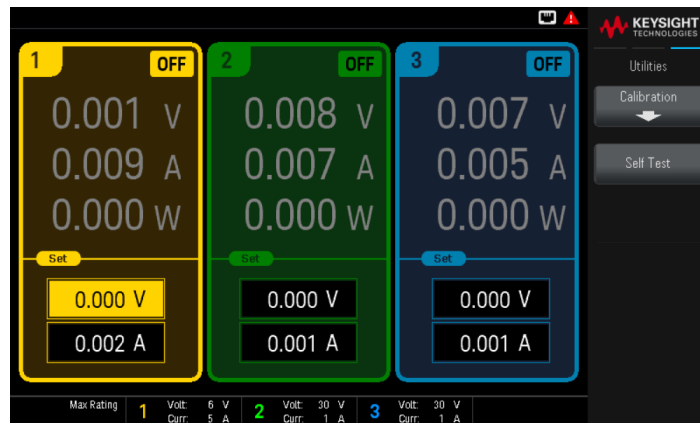 KEYSIGHT
TECHNOLOGIES
Utilities
Calibration
Self Test
1 OFF 2 OFF 3 OFF
0.001 V 0.008 V 0.007 V
0.009 A 0.007 A 0.005 A
0.000 W 0.000 W 0.000 W
Set Set Set
0.000 V 0.000 V 0.000 V
0.002 A 0.001 A 0.001 A
Max Rating 1 Volt: 6 V 2 Volt: 30 V 3 Volt: 30 V
Curr: 5 A Curr: 1 A Curr: 1 A